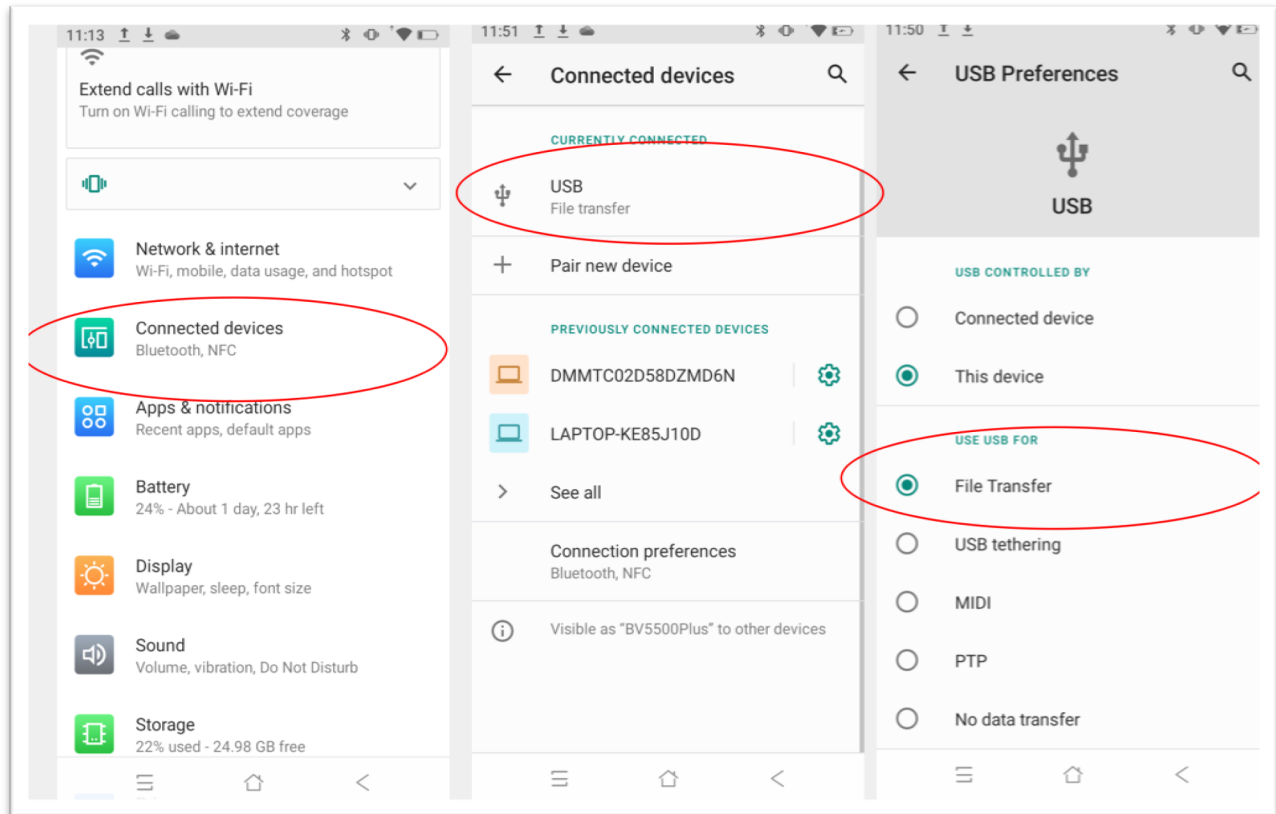 11:13
Extend calls with Wi-Fi
Turn on Wi-Fi calling to extend coverage
Network & internet
Wi-Fi, mobile, data usage, and hotspot
Connected devices
Bluetooth, NFC
Apps & notifications
Recent apps, default apps
Battery
24% - About 1 day, 23 hr left
Display
Wallpaper, sleep, font size
Sound
Volume, vibration, Do Not Disturb
Storage
22% used - 24.98 GB free
11:51
Connected devices
CURRENTLY CONNECTED
USB
File transfer
Pair new device
PREVIOUSLY CONNECTED DEVICES
DMMTC02D58DZMD6N
LAPTOP-KE85J10D
See all
Connection preferences
Bluetooth, NFC
Visible as “BV5500Plus” to other devices
11:50
USB Preferences
USB
USB CONTROLLED BY
Connected device
This device
USE USB FOR
File Transfer
USB tethering
MIDI
PTP
No data transfer